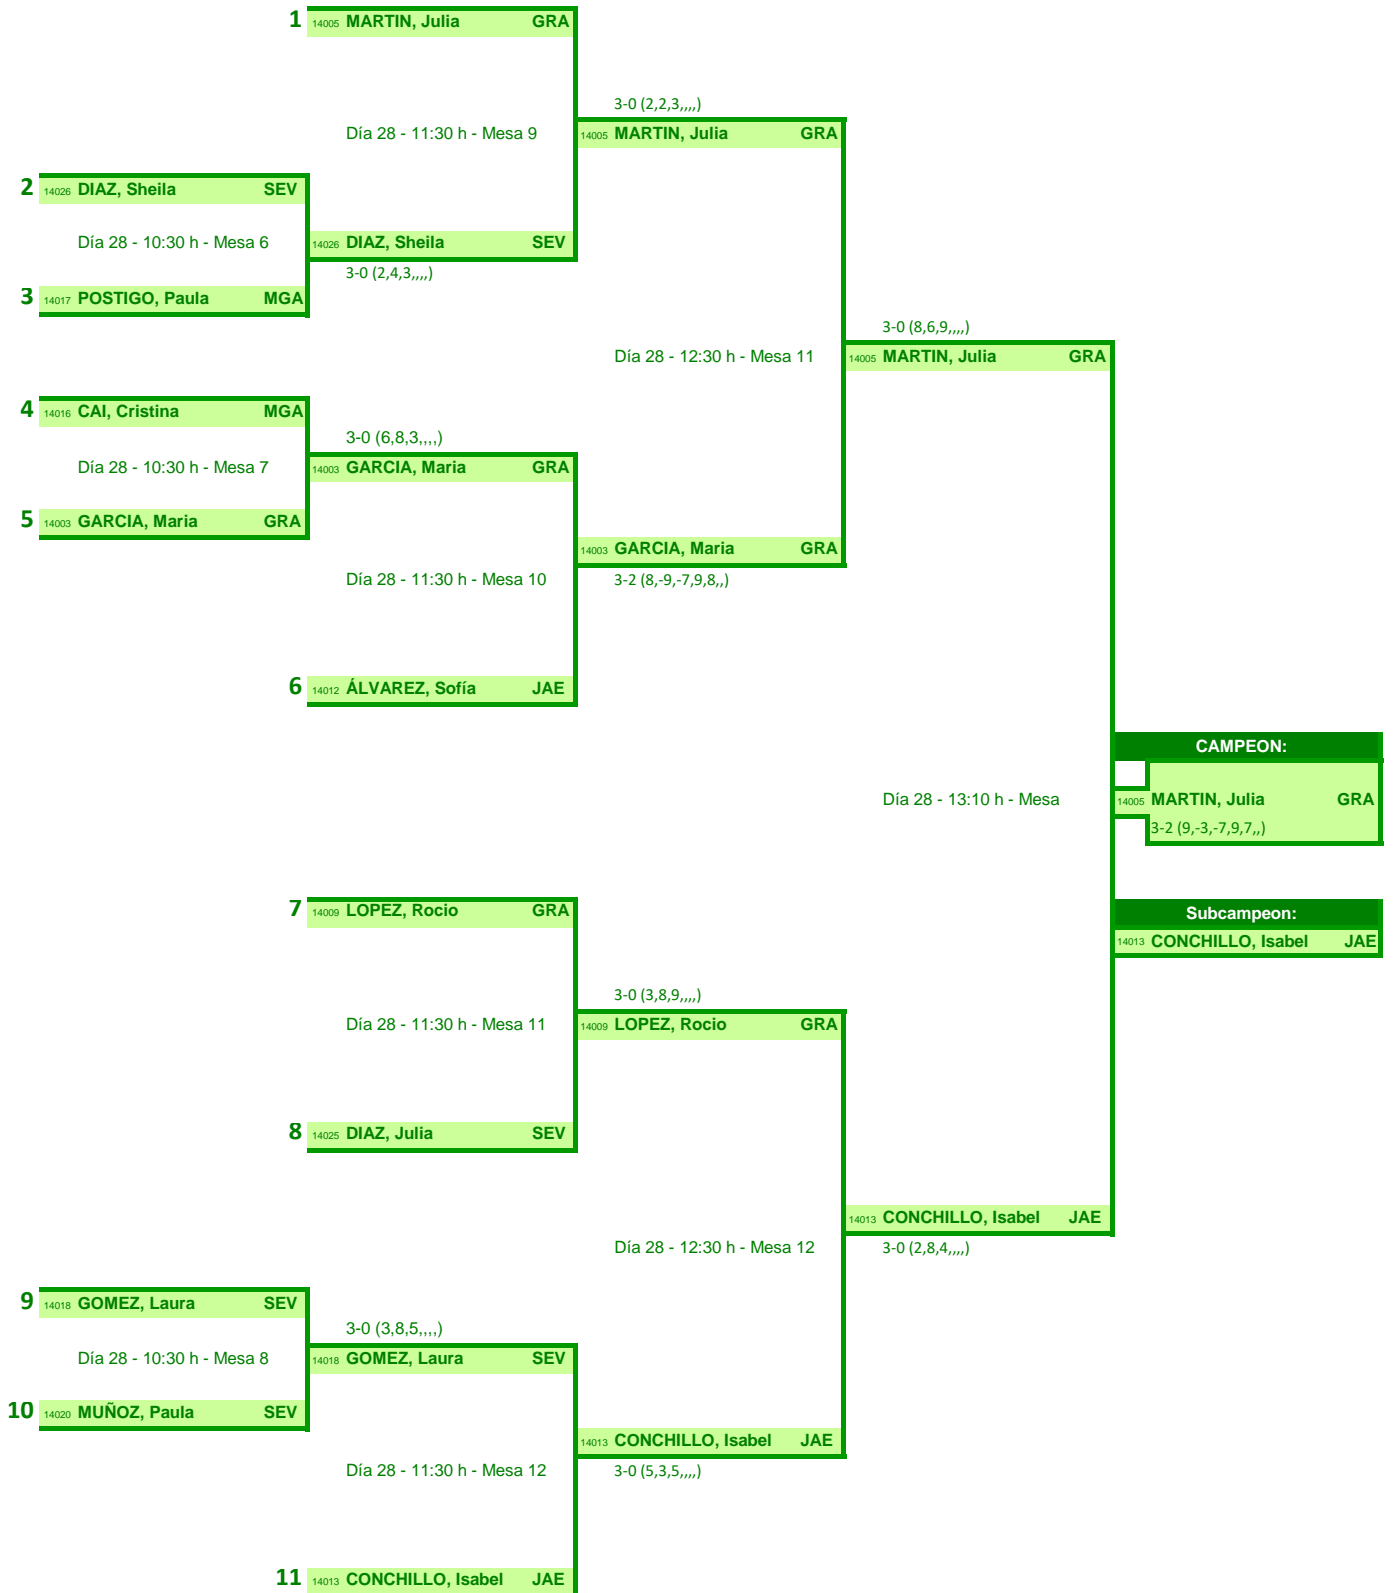 1 14005 MARTIN, Julia GRA
3-0 (2,2,3,,,,)
Día 28 - 11:30 h - Mesa 9
14005 MARTIN, Julia GRA
2 14026 DIAZ, Sheila SEV
Día 28 - 10:30 h - Mesa 6
14026 DIAZ, Sheila SEV
3-0 (2,4,3,,,,)
3 14017 POSTIGO, Paula MGA
3-0 (8,6,9,,,,)
Día 28 - 12:30 h - Mesa 11
14005 MARTIN, Julia GRA
4 14016 CAI, Cristina MGA
3-0 (6,8,3,,,,)
Día 28 - 10:30 h - Mesa 7
14003 GARCIA, Maria GRA
5 14003 GARCIA, Maria GRA
14003 GARCIA, Maria GRA
Día 28 - 11:30 h - Mesa 10
3-2 (8,-9,-7,9,8,,)
6 14012 ÁLVAREZ, Sofía JAE
CAMPEON:
Día 28 - 13:10 h - Mesa
14005 MARTIN, Julia GRA
3-2 (9,-3,-7,9,7,,)
7 14009 LOPEZ, Rocio GRA
Subcampeon:
14013 CONCHILLO, Isabel JAE
3-0 (3,8,9,,,,)
Día 28 - 11:30 h - Mesa 11
14009 LOPEZ, Rocio GRA
8 14025 DIAZ, Julia SEV
14013 CONCHILLO, Isabel JAE
Día 28 - 12:30 h - Mesa 12
3-0 (2,8,4,,,,)
9 14018 GOMEZ, Laura SEV
3-0 (3,8,5,,,,)
Día 28 - 10:30 h - Mesa 8
14018 GOMEZ, Laura SEV
10 14020 MUÑOZ, Paula SEV
14013 CONCHILLO, Isabel JAE
Día 28 - 11:30 h - Mesa 12
3-0 (5,3,5,,,,)
11 14013 CONCHILLO, Isabel JAE